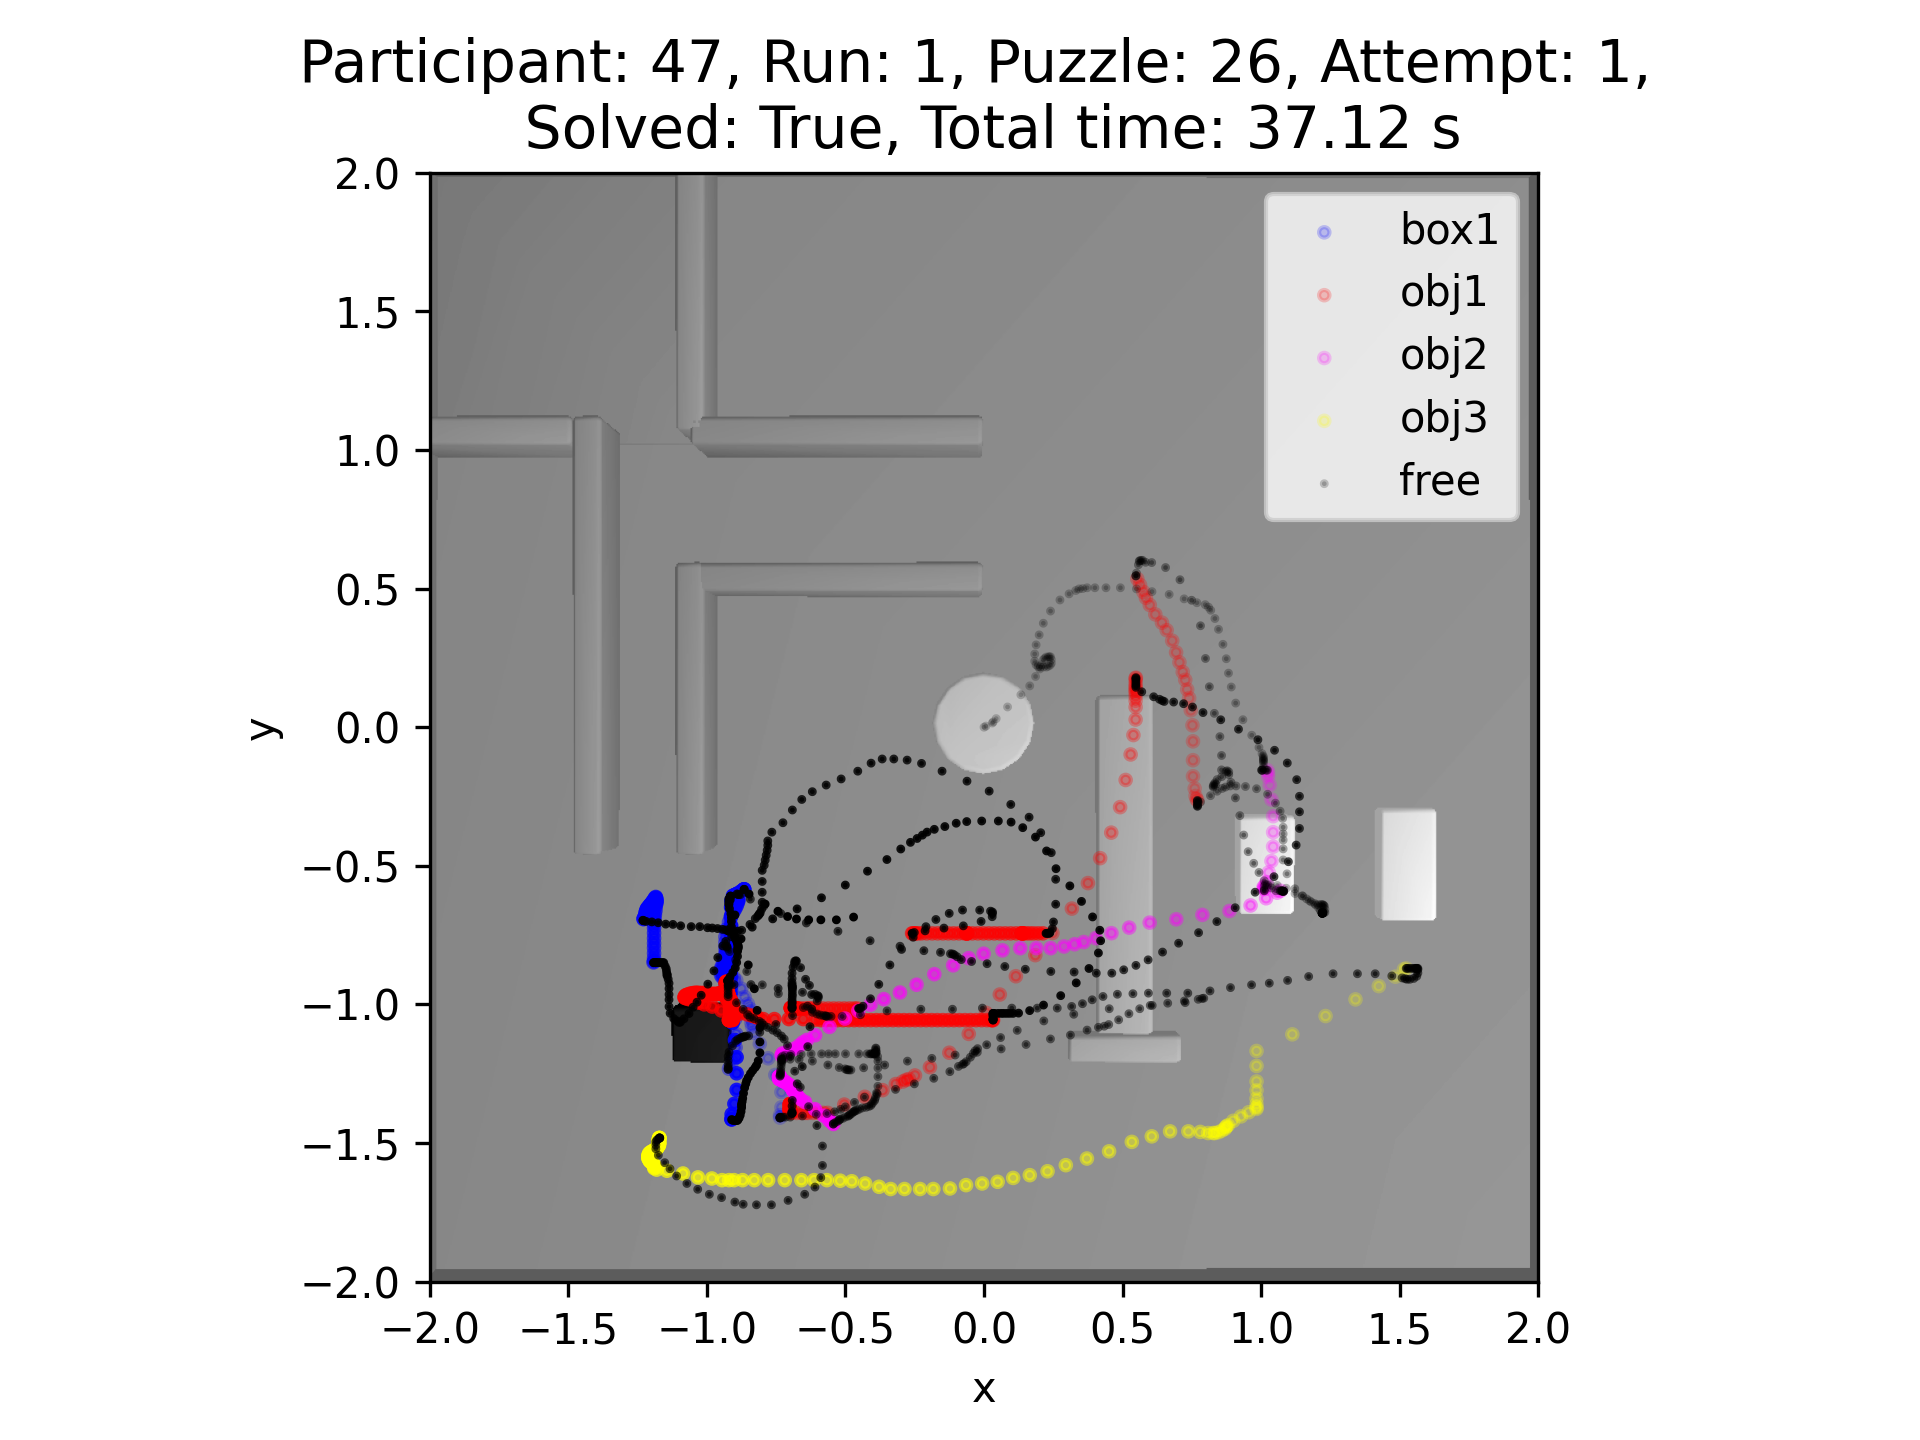 Participant: 47, Run: 1, Puzzle: 26, Attempt: 1,
Solved: True, Total time: 37.12 s
box1
obj1
obj2
obj3
free
2.0
1.5
1.0
0.5
0.0
−0.5
−1.0
−1.5
−2.0
y
−2.0 −1.5 −1.0 −0.5 0.0 0.5 1.0 1.5 2.0
x